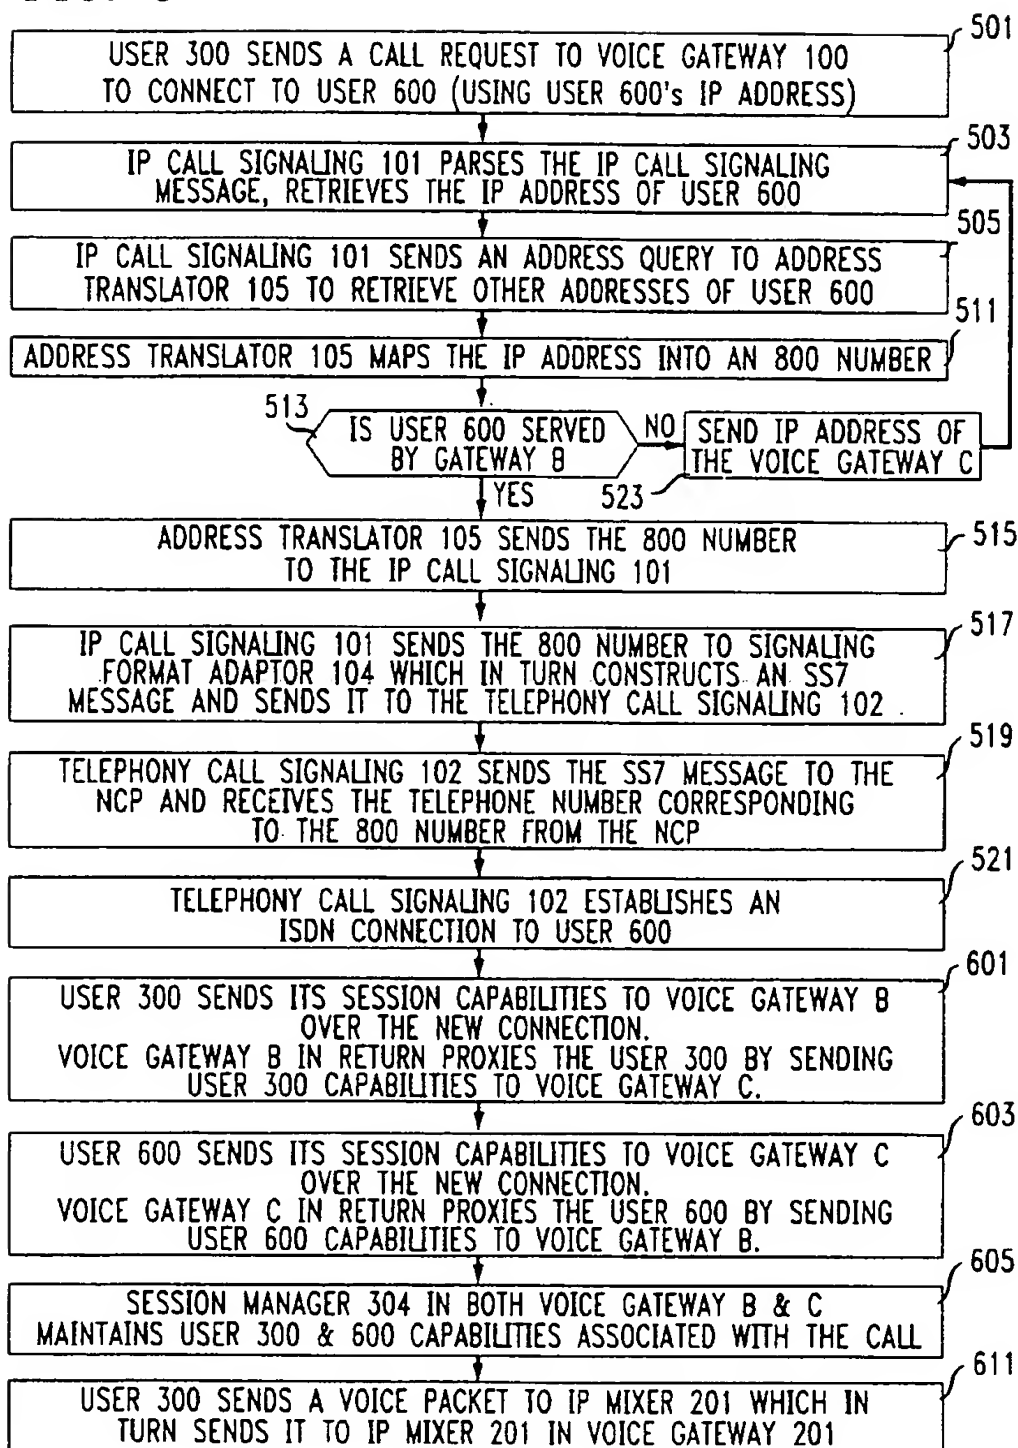 501
USER 300 SENDS A CALL REQUEST TO VOICE GATEWAY 100
TO CONNECT TO USER 600 (USING USER 600's IP ADDRESS)
503
IP CALL SIGNALING 101 PARSES THE IP CALL SIGNALING
MESSAGE, RETRIEVES THE IP ADDRESS OF USER 600
505
IP CALL SIGNALING 101 SENDS AN ADDRESS QUERY TO ADDRESS
TRANSLATOR 105 TO RETRIEVE OTHER ADDRESSES OF USER 600
511
ADDRESS TRANSLATOR 105 MAPS THE IP ADDRESS INTO AN 800 NUMBER
513
IS USER 600 SERVED
BY GATEWAY B
NO
SEND IP ADDRESS OF
THE VOICE GATEWAY C
523
YES
515
ADDRESS TRANSLATOR 105 SENDS THE 800 NUMBER
TO THE IP CALL SIGNALING 101
517
IP CALL SIGNALING 101 SENDS THE 800 NUMBER TO SIGNALING
FORMAT ADAPTOR 104 WHICH IN TURN CONSTRUCTS AN SS7
MESSAGE AND SENDS IT TO THE TELEPHONY CALL SIGNALING 102
519
TELEPHONY CALL SIGNALING 102 SENDS THE SS7 MESSAGE TO THE
NCP AND RECEIVES THE TELEPHONE NUMBER CORRESPONDING
TO THE 800 NUMBER FROM THE NCP
521
TELEPHONY CALL SIGNALING 102 ESTABLISHES AN
ISDN CONNECTION TO USER 600
601
USER 300 SENDS ITS SESSION CAPABILITIES TO VOICE GATEWAY B
OVER THE NEW CONNECTION.
VOICE GATEWAY B IN RETURN PROXIES THE USER 300 BY SENDING
USER 300 CAPABILITIES TO VOICE GATEWAY C.
603
USER 600 SENDS ITS SESSION CAPABILITIES TO VOICE GATEWAY C
OVER THE NEW CONNECTION.
VOICE GATEWAY C IN RETURN PROXIES THE USER 600 BY SENDING
USER 600 CAPABILITIES TO VOICE GATEWAY B.
605
SESSION MANAGER 304 IN BOTH VOICE GATEWAY B & C
MAINTAINS USER 300 & 600 CAPABILITIES ASSOCIATED WITH THE CALL
611
USER 300 SENDS A VOICE PACKET TO IP MIXER 201 WHICH IN
TURN SENDS IT TO IP MIXER 201 IN VOICE GATEWAY 201